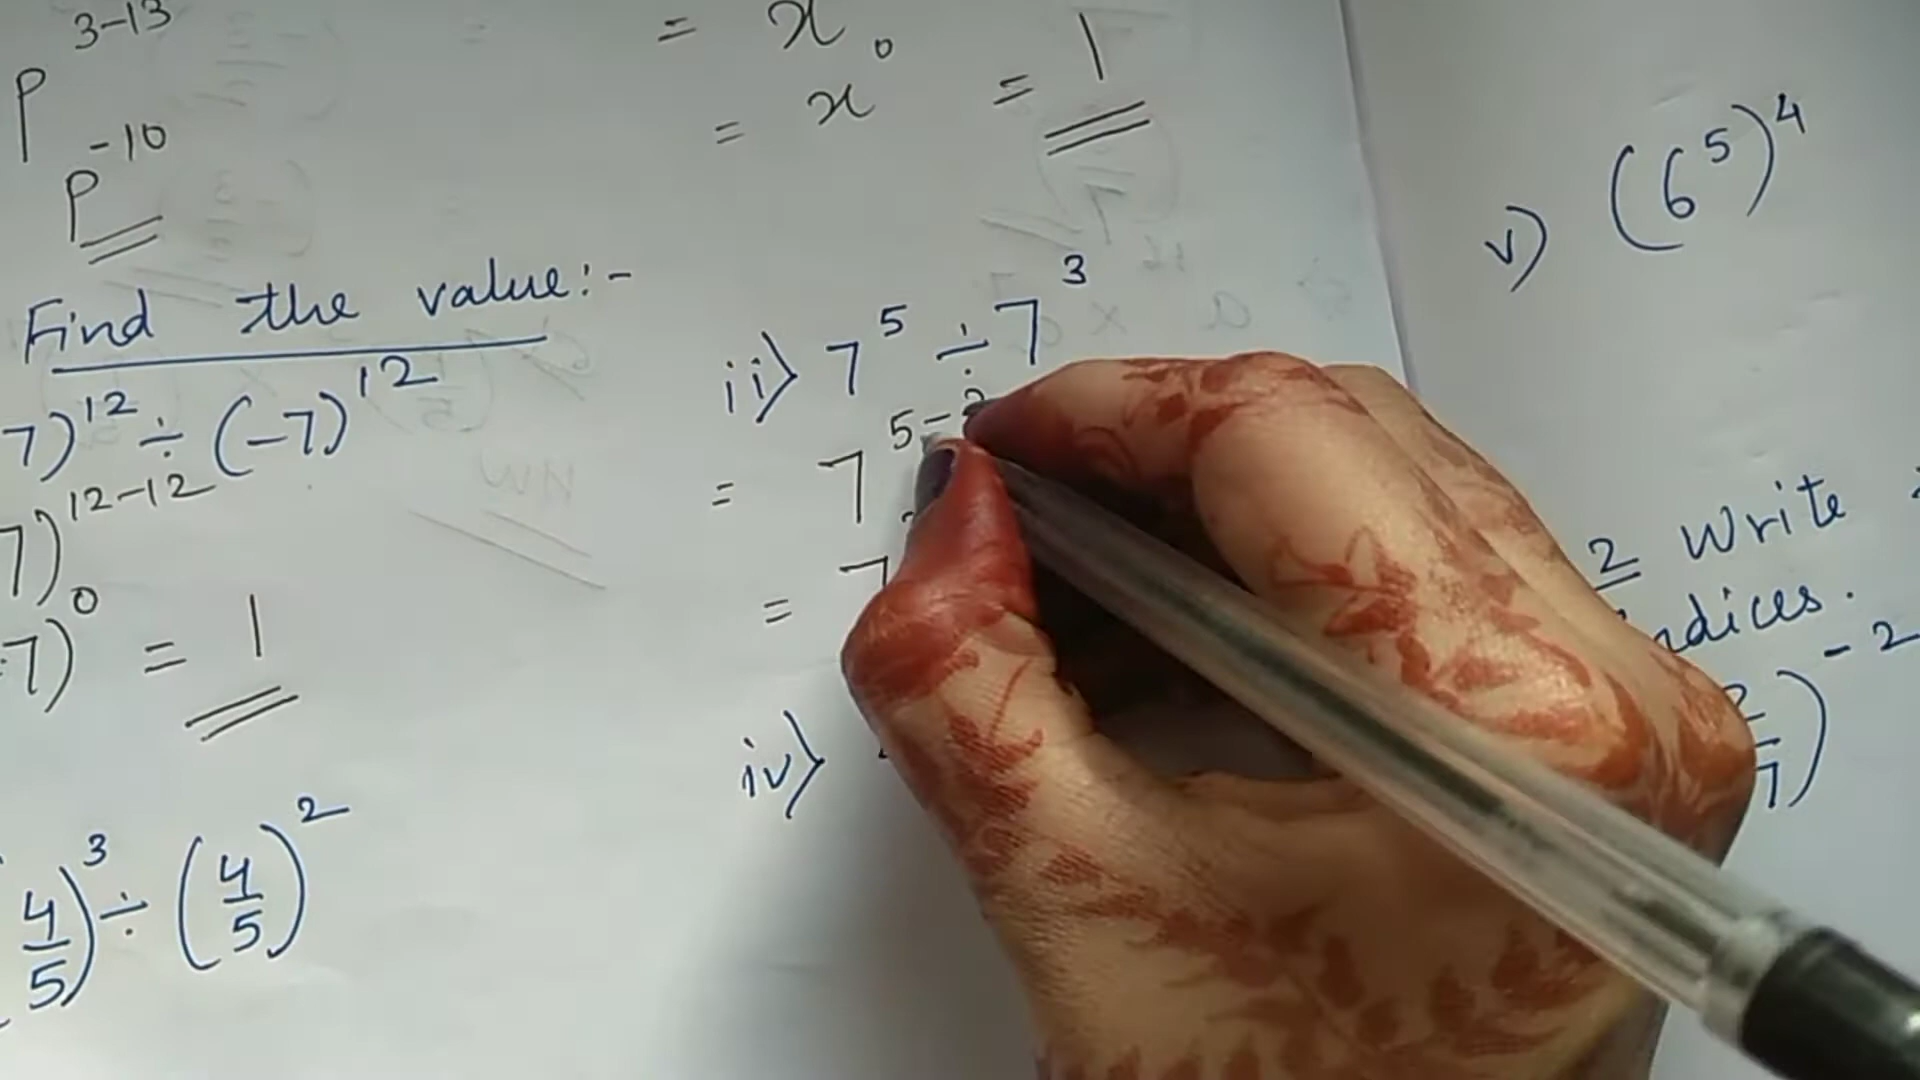 p^{3-13}
p^{-10}
= x
= x^0 = 1
Find the value:-
7)^{12} ÷ (-7)^{12}
7)^{12-12}
-7)^0 = 1
ii) 7^5 ÷ 7^3
= 7^{5-3}
= 7
4/5)^3 ÷ (4/5)^2
iv)
v) (6^5)^4
2 Write
indices.
)^{-2}
7